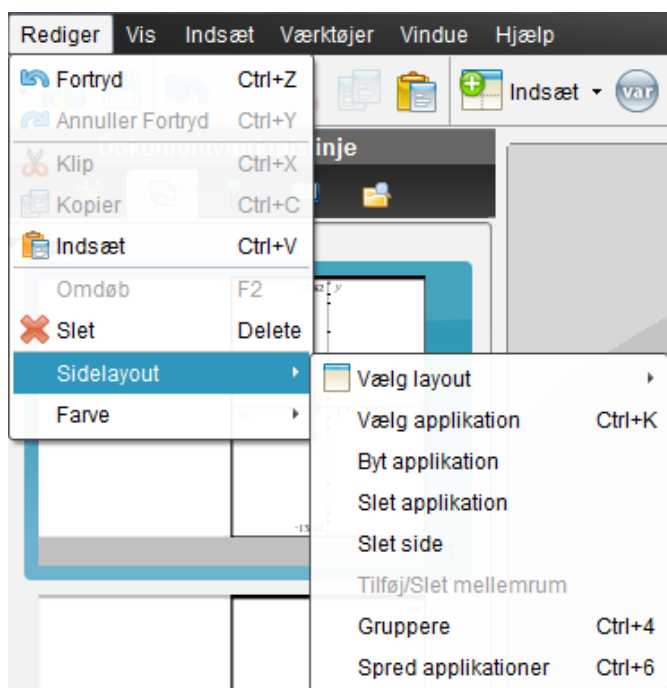 Rediger Vis Indsæt Værktøjer Vindue Hjælp
Fortryd Ctrl+Z
Indsæt
var
Annuller Fortryd Ctrl+Y
Dokumentværktøjslinje
Klip Ctrl+X
Kopier Ctrl+C
Indsæt Ctrl+V
Omdøb F2
y
Slet Delete
Sidelayout
Vælg layout
Farve
Vælg applikation Ctrl+K
Byt applikation
Slet applikation
Slet side
Tilføj/Slet mellemrum
Gruppere Ctrl+4
Spred applikationer Ctrl+6